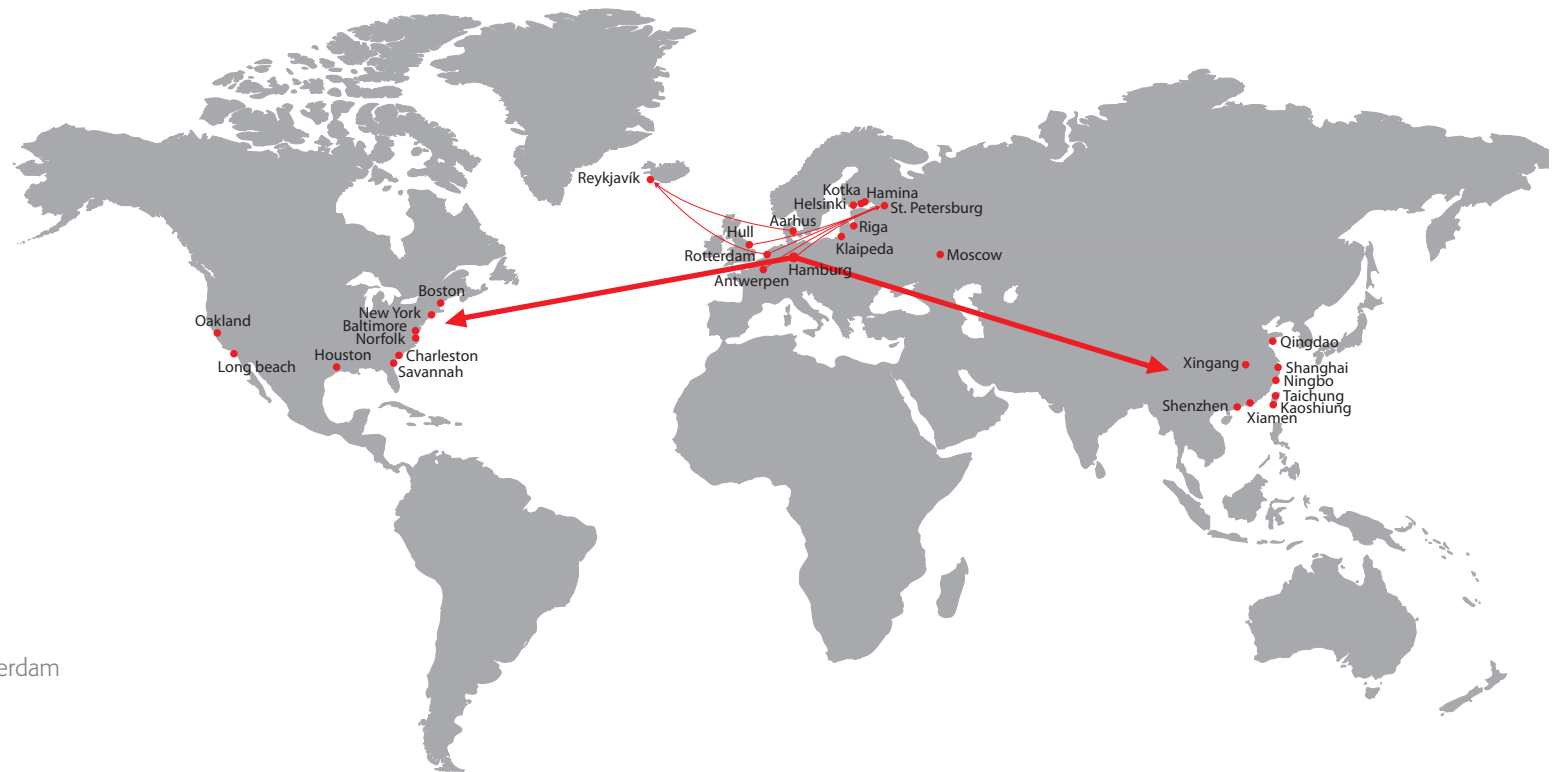 Reykjavík
Kotka
Hamina
Helsinki
St. Petersburg
Aarhus
Riga
Hull
Klaipeda
Rotterdam
Moscow
Hamburg
Antwerpen
Boston
New York
Oakland
Baltimore
Norfolk
Houston
Charleston
Long beach
Savannah
Qingdao
Xingang
Shanghai
Ningbo
Taichung
Shenzhen
Kaoshiung
Xiamen
erdam